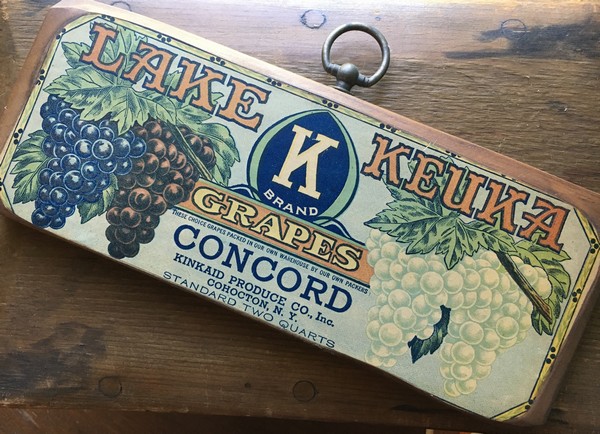 LAKE KEUKA
K
BRAND
GRAPES
THESE CHOICE GRAPES PACKED IN OUR OWN WAREHOUSE BY OUR OWN PACKERS
CONCORD
KINKAID PRODUCE CO., Inc.
COHOCTON, N. Y.
STANDARD TWO QUARTS